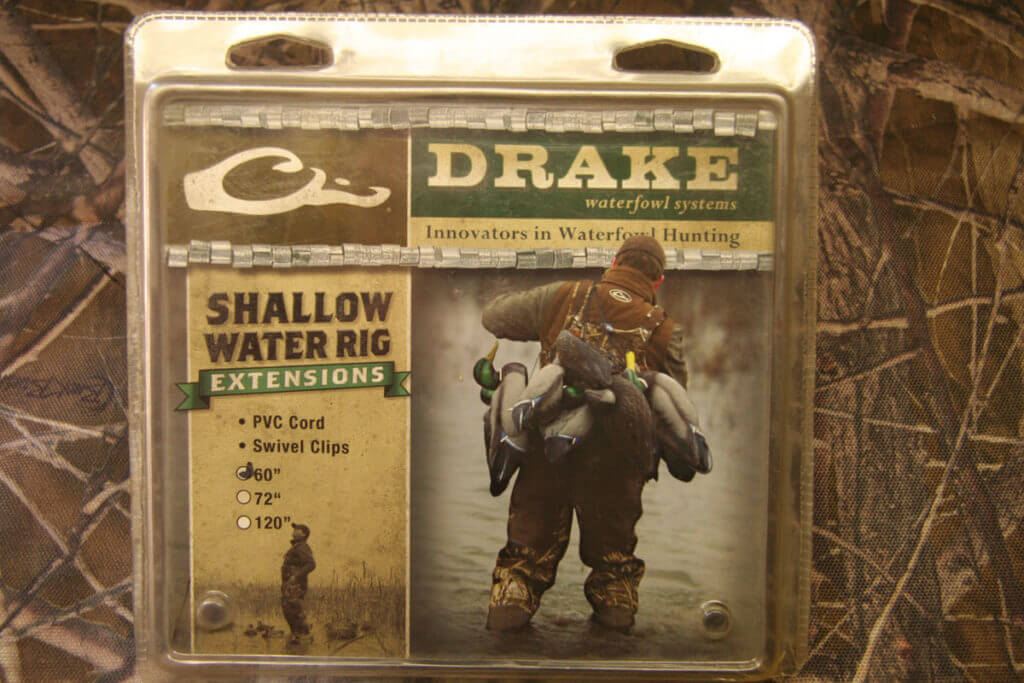 DRAKE
waterfowl systems
Innovators in Waterfowl Hunting
SHALLOW
WATER RIG
EXTENSIONS
• PVC Cord
• Swivel Clips
60"
72"
120"